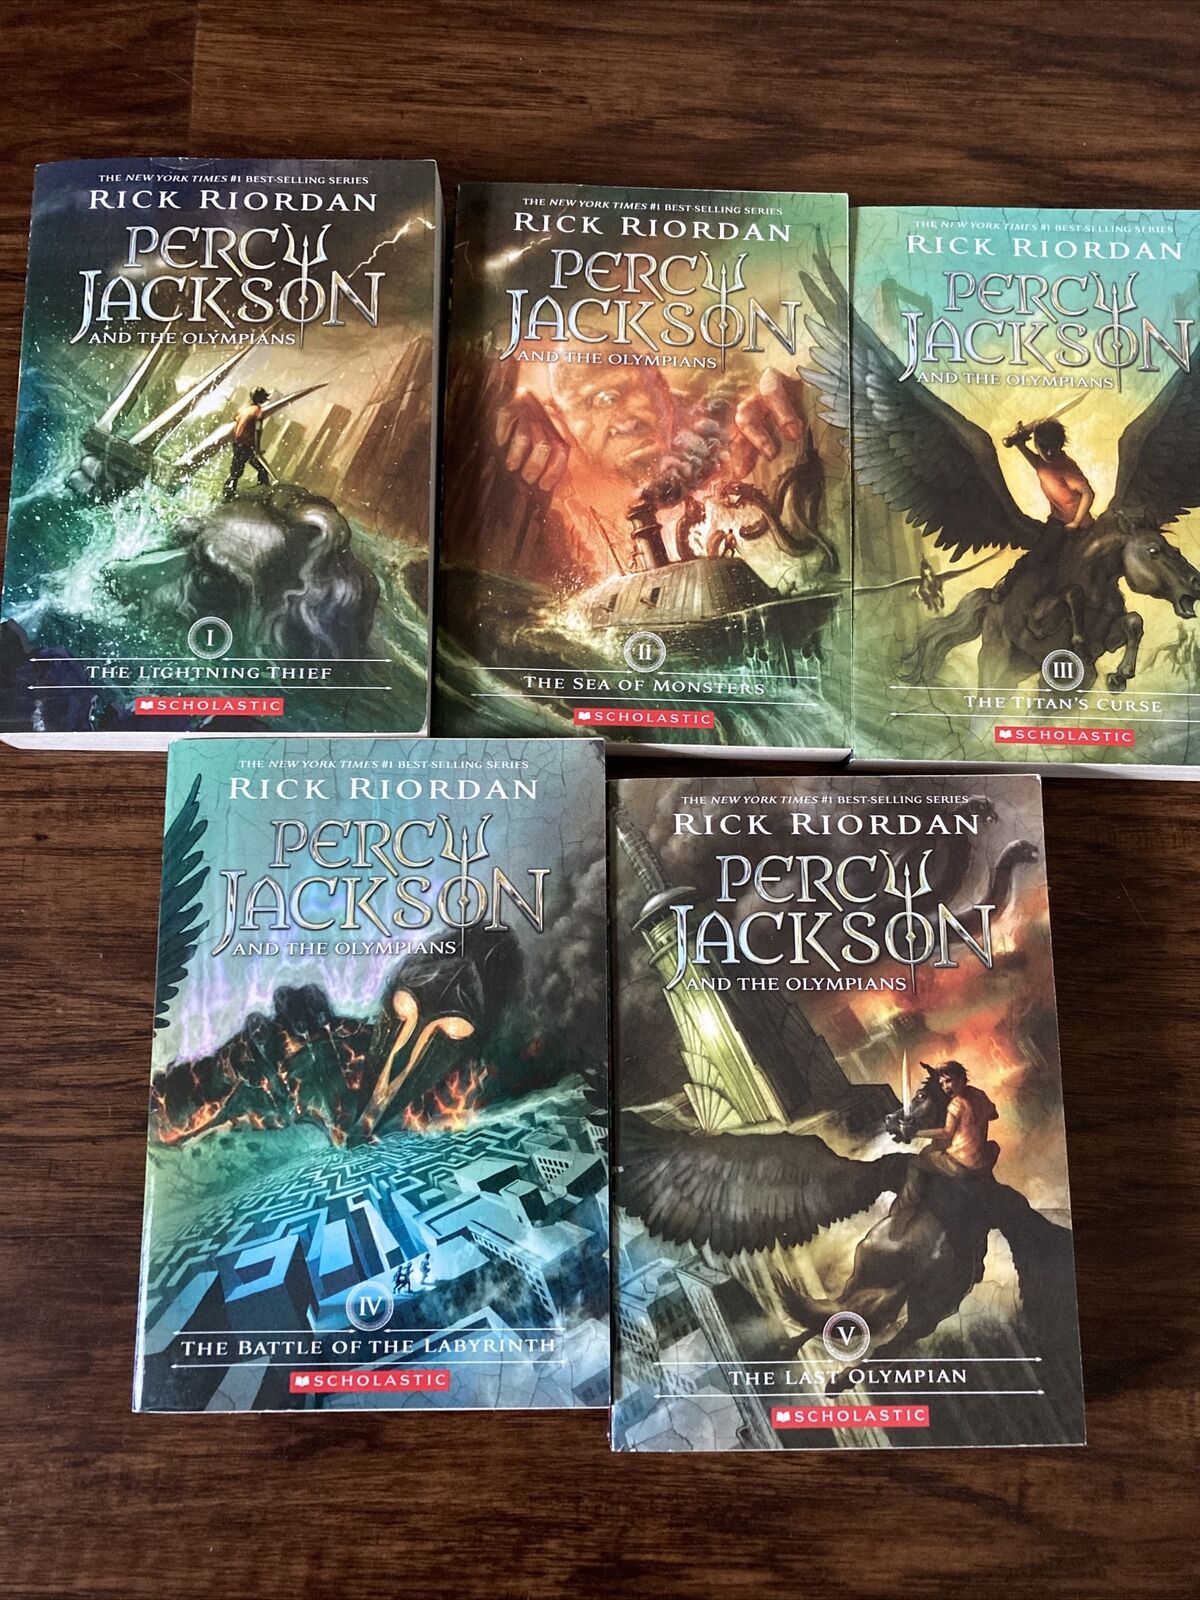 THE NEW YORK TIMES #1 BEST-SELLING SERIES
RICK RIORDAN
PERCY
JACKSON
AND THE OLYMPIANS
I
THE LIGHTNING THIEF
SCHOLASTIC
THE NEW YORK TIMES #1 BEST-SELLING SERIES
RICK RIORDAN
PERCY
JACKSON
AND THE OLYMPIANS
II
THE SEA OF MONSTERS
SCHOLASTIC
THE NEW YORK TIMES #1 BEST-SELLING SERIES
RICK RIORDAN
PERCY
JACKSON
AND THE OLYMPIANS
III
THE TITAN'S CURSE
SCHOLASTIC
THE NEW YORK TIMES #1 BEST-SELLING SERIES
RICK RIORDAN
PERCY
JACKSON
AND THE OLYMPIANS
IV
THE BATTLE OF THE LABYRINTH
SCHOLASTIC
THE NEW YORK TIMES #1 BEST-SELLING SERIES
RICK RIORDAN
PERCY
JACKSON
AND THE OLYMPIANS
V
THE LAST OLYMPIAN
SCHOLASTIC